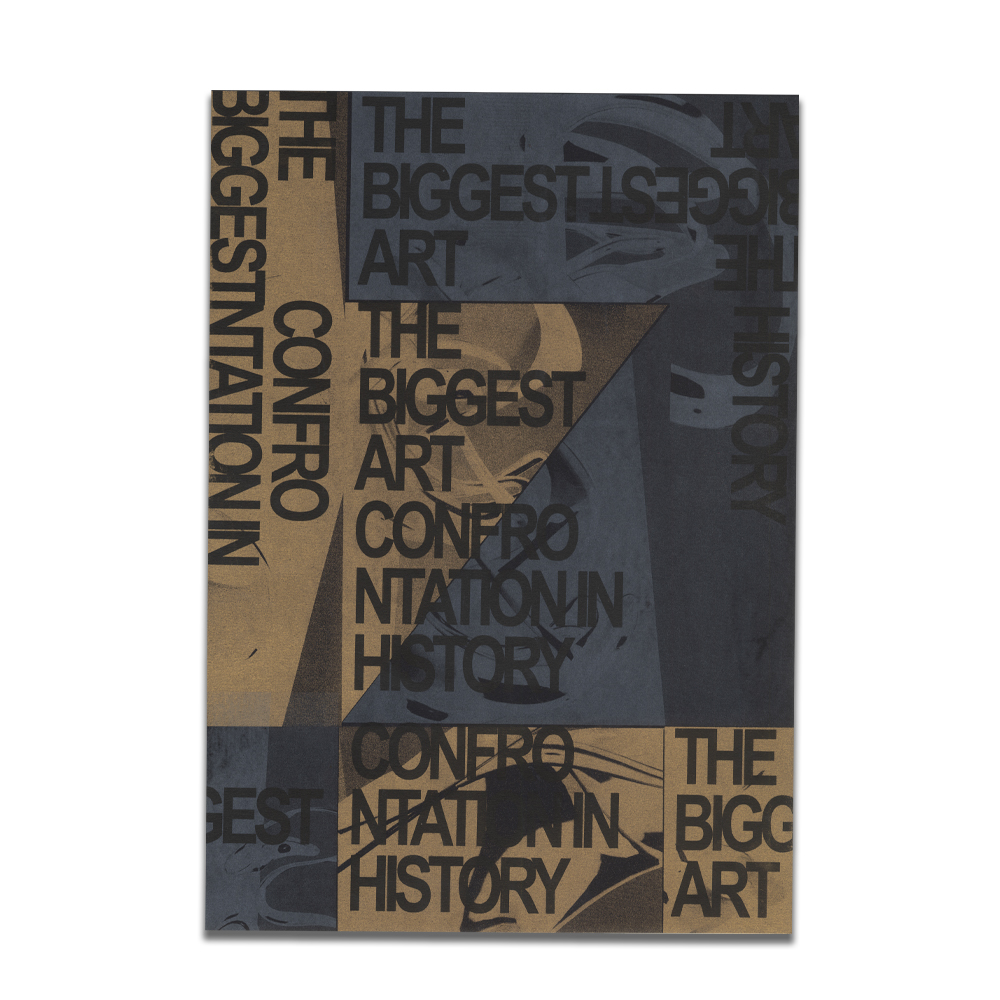 THE
BIGGESTNTATION IN
CONFRO
THE
BIGGEST
ART
ART
BIGGEST
THE
HISTORY
THE
BIGGEST
ART
CONFRO
NTATION IN
HISTORY
GEST
CONFRO
NTATION IN
HISTORY
THE
BIGG
ART